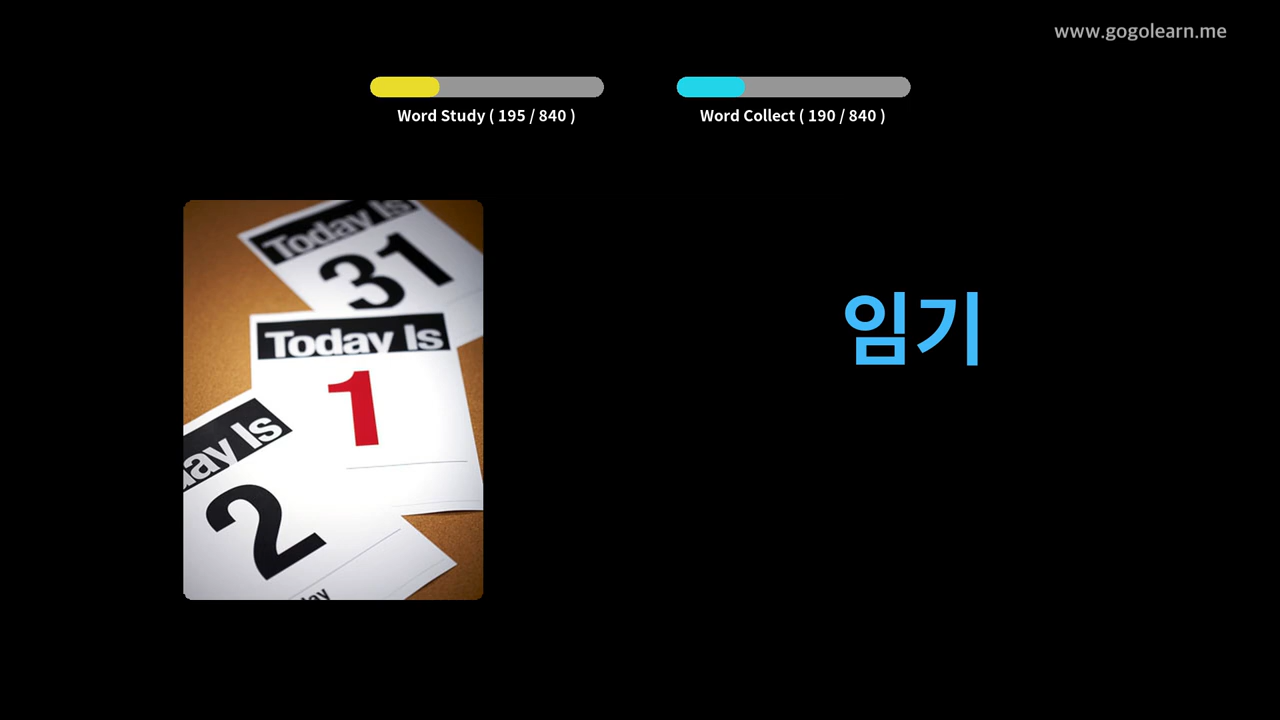 www.gogolearn.me
Word Study ( 195 / 840 )
Word Collect ( 190 / 840 )
Today Is
31
Today Is
1
ay Is
2
임기